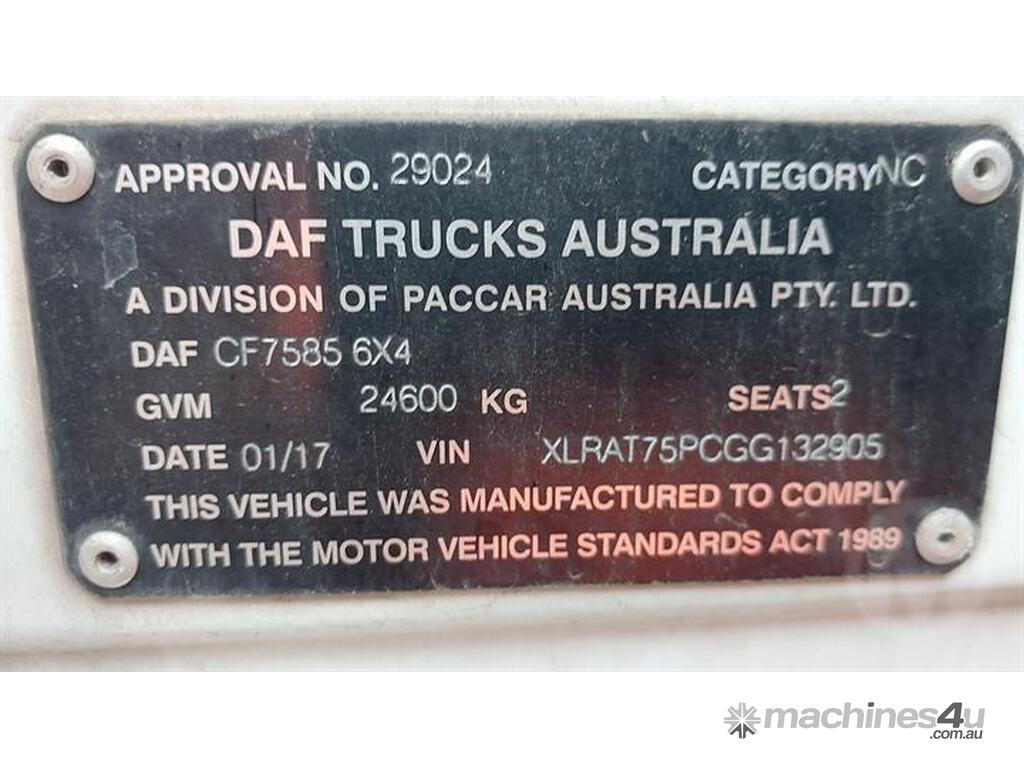 APPROVAL NO. 29024 CATEGORY NC
DAF TRUCKS AUSTRALIA
A DIVISION OF PACCAR AUSTRALIA PTY. LTD.
DAF CF7585 6X4
GVM 24600 KG SEATS 2
DATE 01/17 VIN XLRAT75PCGG132905
THIS VEHICLE WAS MANUFACTURED TO COMPLY
WITH THE MOTOR VEHICLE STANDARDS ACT 1989
machines4u
.com.au